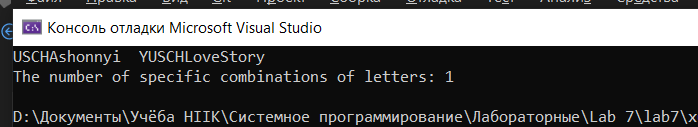 Консоль отладки Microsoft Visual Studio
USCHAshonnyi  YUSCHLoveStory
The number of specific combinations of letters: 1
D:\Документы\Учёба НІІК\Системное программирование\Лабораторные\Lab 7\lab7\x